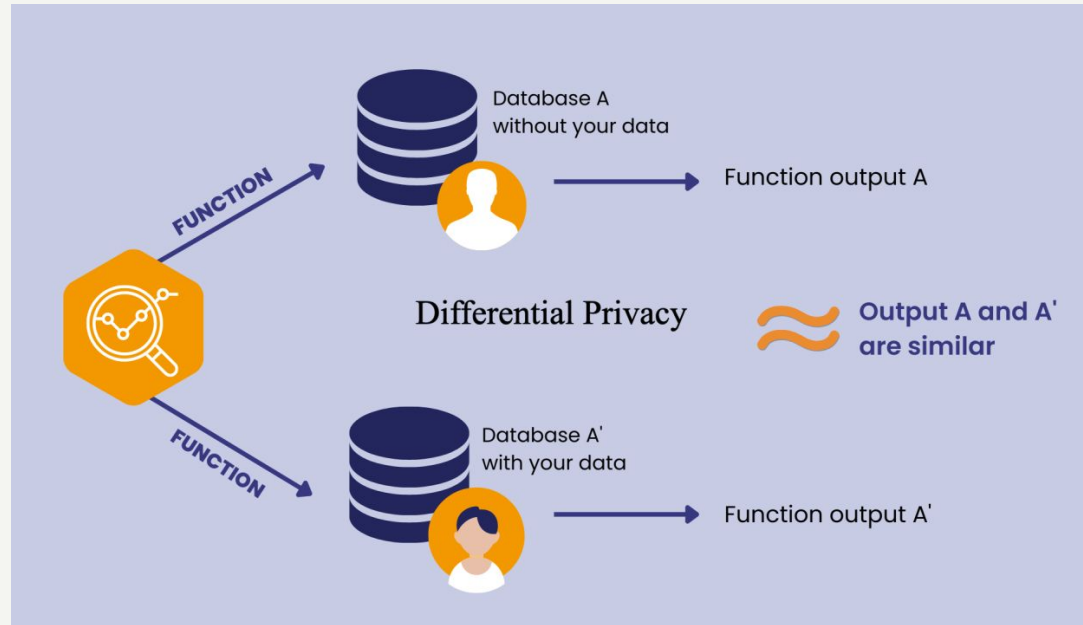 Database A
without your data
FUNCTION
Function output A
Differential Privacy
Output A and A'
are similar
FUNCTION
Database A'
with your data
Function output A'